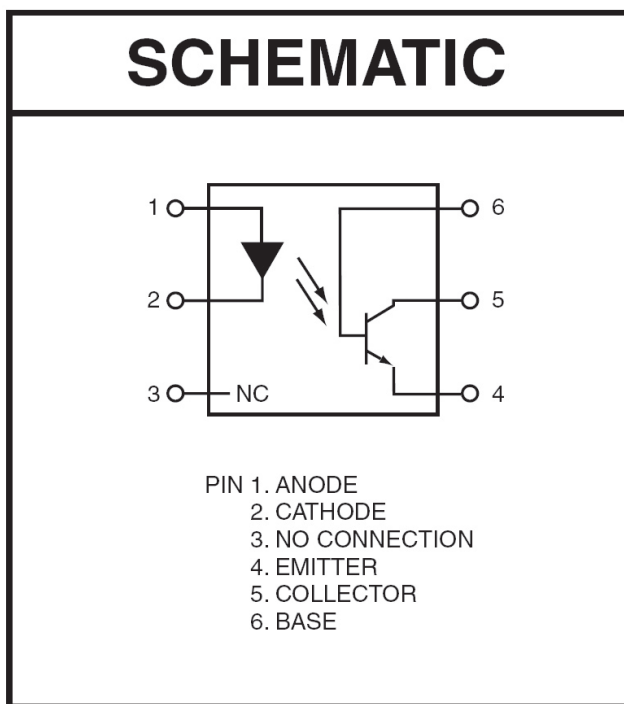 SCHEMATIC
1
6
2
5
3 NC
4
PIN 1. ANODE
2. CATHODE
3. NO CONNECTION
4. EMITTER
5. COLLECTOR
6. BASE